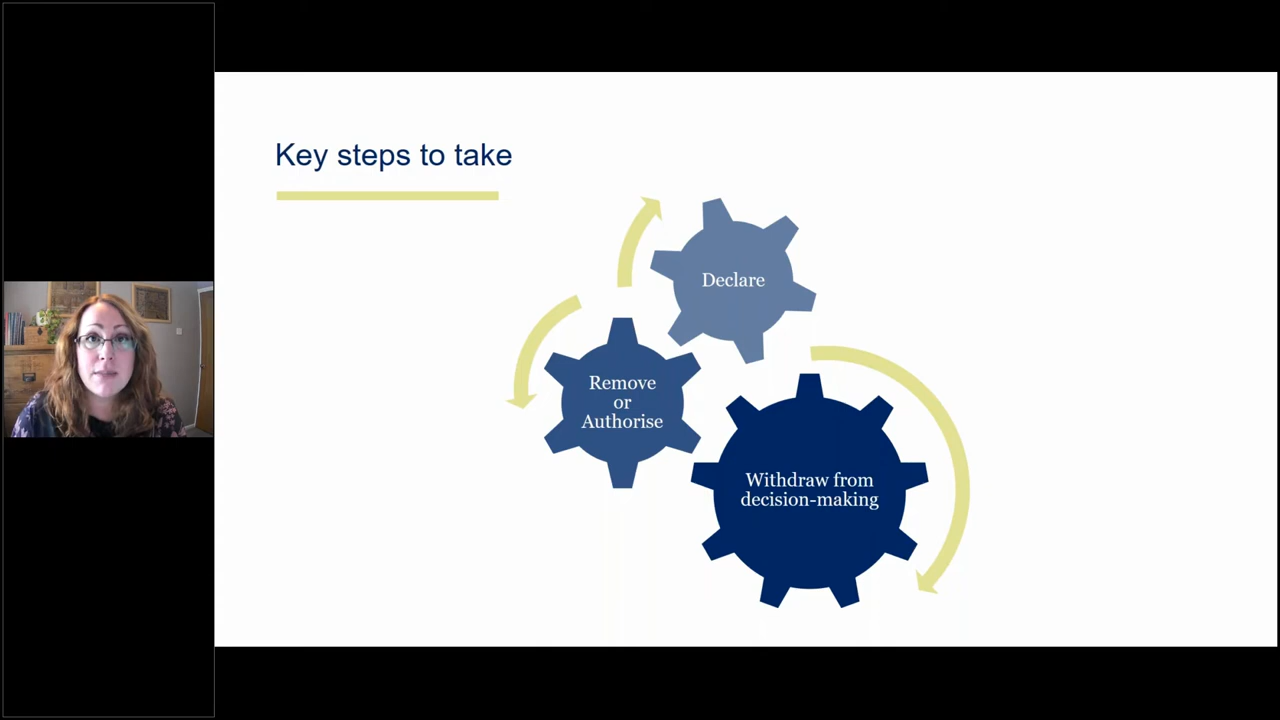 Key steps to take
Declare
Remove
or
Authorise
Withdraw from
decision-making